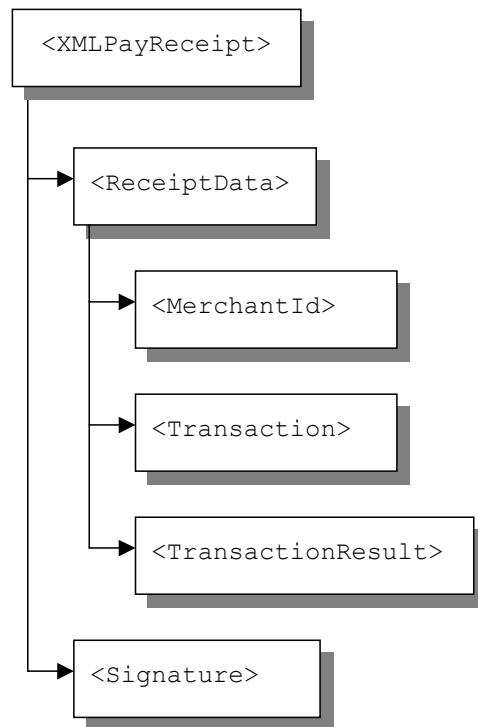 <XMLPayReceipt>
<ReceiptData>
<MerchantId>
<Transaction>
<TransactionResult>
<Signature>